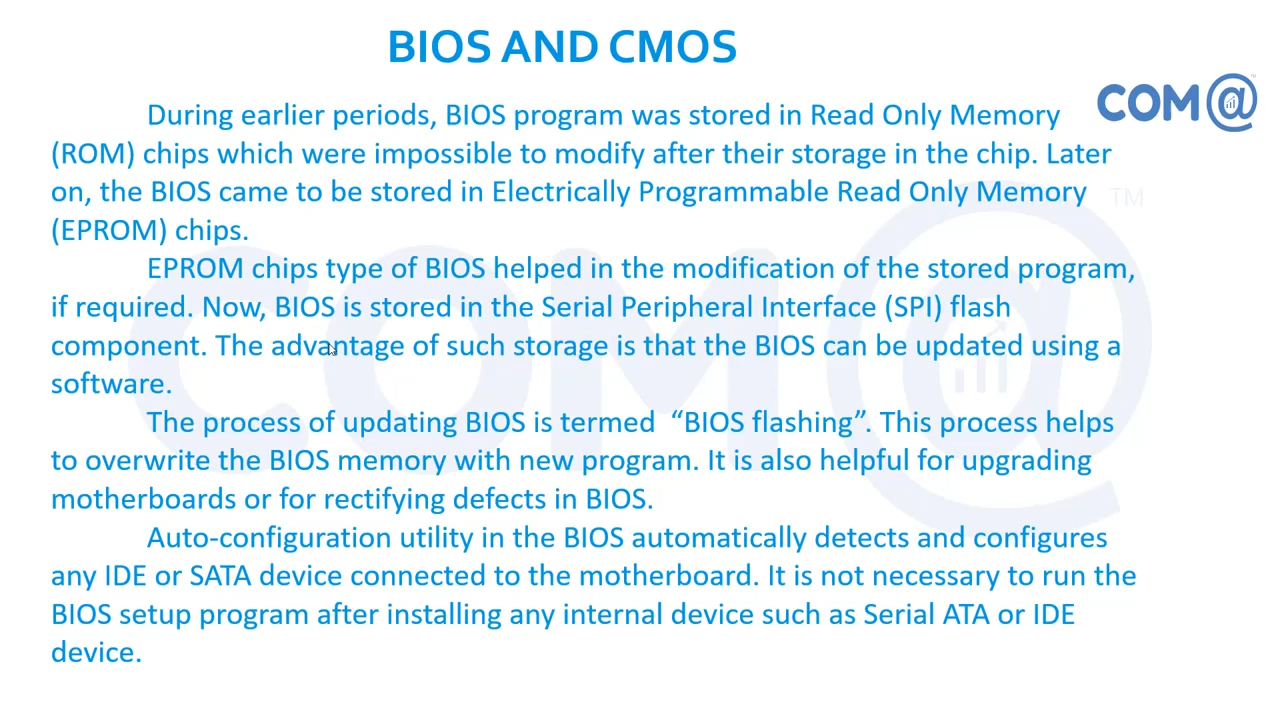 BIOS AND CMOS
COM@
TM
During earlier periods, BIOS program was stored in Read Only Memory
(ROM) chips which were impossible to modify after their storage in the chip. Later
on, the BIOS came to be stored in Electrically Programmable Read Only Memory
(EPROM) chips.
EPROM chips type of BIOS helped in the modification of the stored program,
if required. Now, BIOS is stored in the Serial Peripheral Interface (SPI) flash
component. The advantage of such storage is that the BIOS can be updated using a
software.
The process of updating BIOS is termed “BIOS flashing”. This process helps
to overwrite the BIOS memory with new program. It is also helpful for upgrading
motherboards or for rectifying defects in BIOS.
Auto-configuration utility in the BIOS automatically detects and configures
any IDE or SATA device connected to the motherboard. It is not necessary to run the
BIOS setup program after installing any internal device such as Serial ATA or IDE
device.
COM@
TM